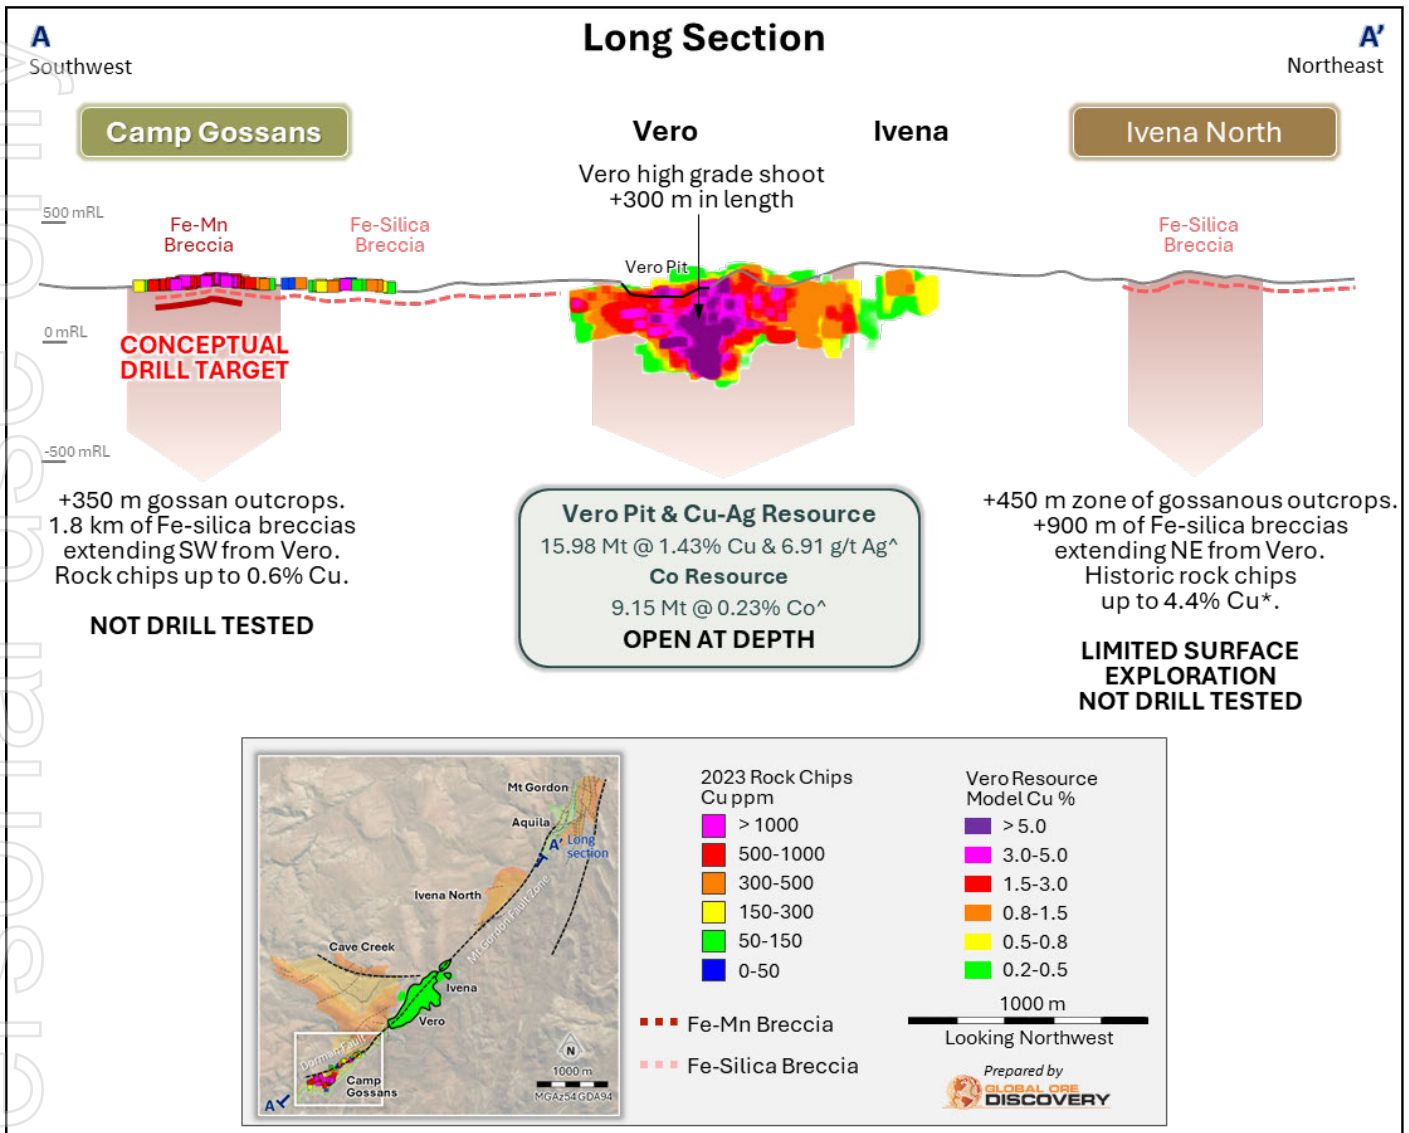 A
Southwest
Long Section
A'
Northeast
Camp Gossans
Vero
Ivena
Ivena North
Vero high grade shoot
+300 m in length
500 mRL
Fe-Mn
Breccia
Fe-Silica
Breccia
Fe-Silica
Breccia
Vero Pit
0 mRL
CONCEPTUAL
DRILL TARGET
-500 mRL
+350 m gossan outcrops.
1.8 km of Fe-silica breccias
extending SW from Vero.
Rock chips up to 0.6% Cu.
NOT DRILL TESTED
Vero Pit & Cu-Ag Resource
15.98 Mt @ 1.43% Cu & 6.91 g/t Ag^
Co Resource
9.15 Mt @ 0.23% Co^
OPEN AT DEPTH
+450 m zone of gossanous outcrops.
+900 m of Fe-silica breccias
extending NE from Vero.
Historic rock chips
up to 4.4% Cu*.
LIMITED SURFACE
EXPLORATION
NOT DRILL TESTED
Mt Gordon
Aquila
A'
Long
section
Ivena North
Mt Gordon Fault Zone
Cave Creek
Ivena
Vero
Dorman Fault
Camp
Gossans
A
N
1000 m
MGAz54 GDA94
2023 Rock Chips
Cu ppm
> 1000
500-1000
300-500
150-300
50-150
0-50
Fe-Mn Breccia
Fe-Silica Breccia
Vero Resource
Model Cu %
> 5.0
3.0-5.0
1.5-3.0
0.8-1.5
0.5-0.8
0.2-0.5
1000 m
Looking Northwest
Prepared by
GLOBAL ORE
DISCOVERY
ersonal use only